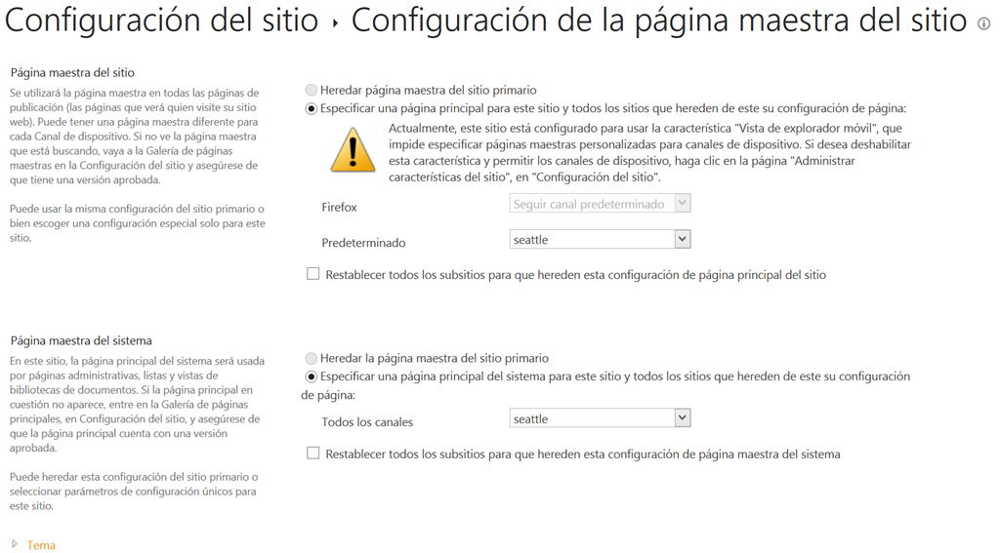 Configuración del sitio ▸ Configuración de la página maestra del sitio
Página maestra del sitio
Se utilizará la página maestra en todas las páginas de
publicación (las páginas que verá quien visite su sitio
web). Puede tener una página maestra diferente para
cada Canal de dispositivo. Si no ve la página maestra
que está buscando, vaya a la Galería de páginas
maestras en la Configuración del sitio y asegúrese de
que tiene una versión aprobada.
Puede usar la misma configuración del sitio primario o
bien escoger una configuración especial solo para este
sitio.
Heredar página maestra del sitio primario
Especificar una página principal para este sitio y todos los sitios que hereden de este su configuración de página:
Actualmente, este sitio está configurado para usar la característica "Vista de explorador móvil", que
impide especificar páginas maestras personalizadas para canales de dispositivo. Si desea deshabilitar
esta característica y permitir los canales de dispositivo, haga clic en la página "Administrar
características del sitio", en "Configuración del sitio".
Firefox
Seguir canal predeterminado
Predeterminado
seattle
Restablecer todos los subsitios para que hereden esta configuración de página principal del sitio
Página maestra del sistema
En este sitio, la página principal del sistema será usada
por páginas administrativas, listas y vistas de
bibliotecas de documentos. Si la página principal en
cuestión no aparece, entre en la Galería de páginas
principales, en Configuración del sitio, y asegúrese de
que la página principal cuenta con una versión
aprobada.
Puede heredar esta configuración del sitio primario o
seleccionar parámetros de configuración únicos para
este sitio.
Heredar la página maestra del sitio primario
Especificar una página principal del sistema para este sitio y todos los sitios que hereden de este su configuración
de página:
Todos los canales
seattle
Restablecer todos los subsitios para que hereden esta configuración de página maestra del sistema
Tema